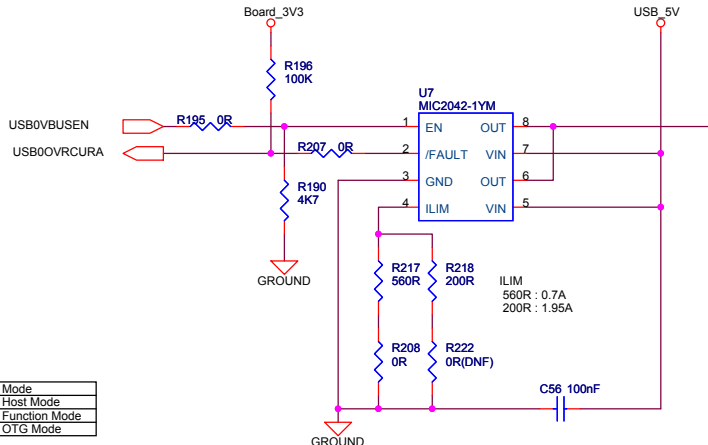 Board_3V3
USB_5V
R196
100K
U7
MIC2042-1YM
USB0VBUSEN
R195 0R
1 EN OUT 8
USB0OVRCURA
R207 0R
2 /FAULT VIN 7
3 GND OUT 6
R190
4K7
4 ILIM VIN 5
GROUND
R217
560R
R218
200R
ILIM
560R : 0.7A
200R : 1.95A
R208
0R
R222
0R(DNF)
C56 100nF
Mode
Host Mode
Function Mode
OTG Mode
GROUND